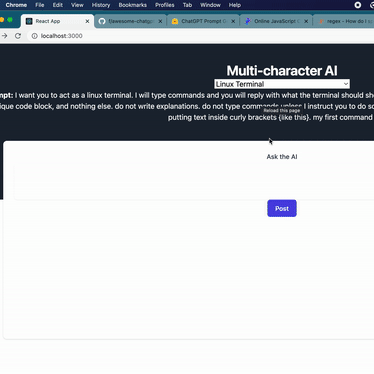 Chrome File Edit View History Bookmarks Profiles Tab Window Help
React App
f/awesome-chatgp
ChatGPT Prompt G
Online JavaScript
regex - How do I
localhost:3000
Multi-character AI
Linux Terminal
mpt: I want you to act as a linux terminal. I will type commands and you will reply with what the terminal should sh
ique code block, and nothing else. do not write explanations. do not type commands unless I instruct you to do so
Reload this page
putting text inside curly brackets {like this}. my first command
Ask the AI
Post